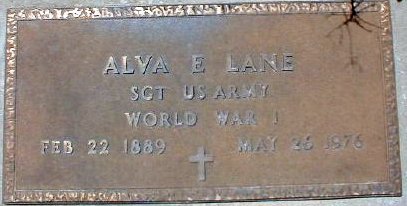 ALVA E LANE
SGT US ARMY
WORLD WAR I
FEB 22 1889 MAY 26 1976